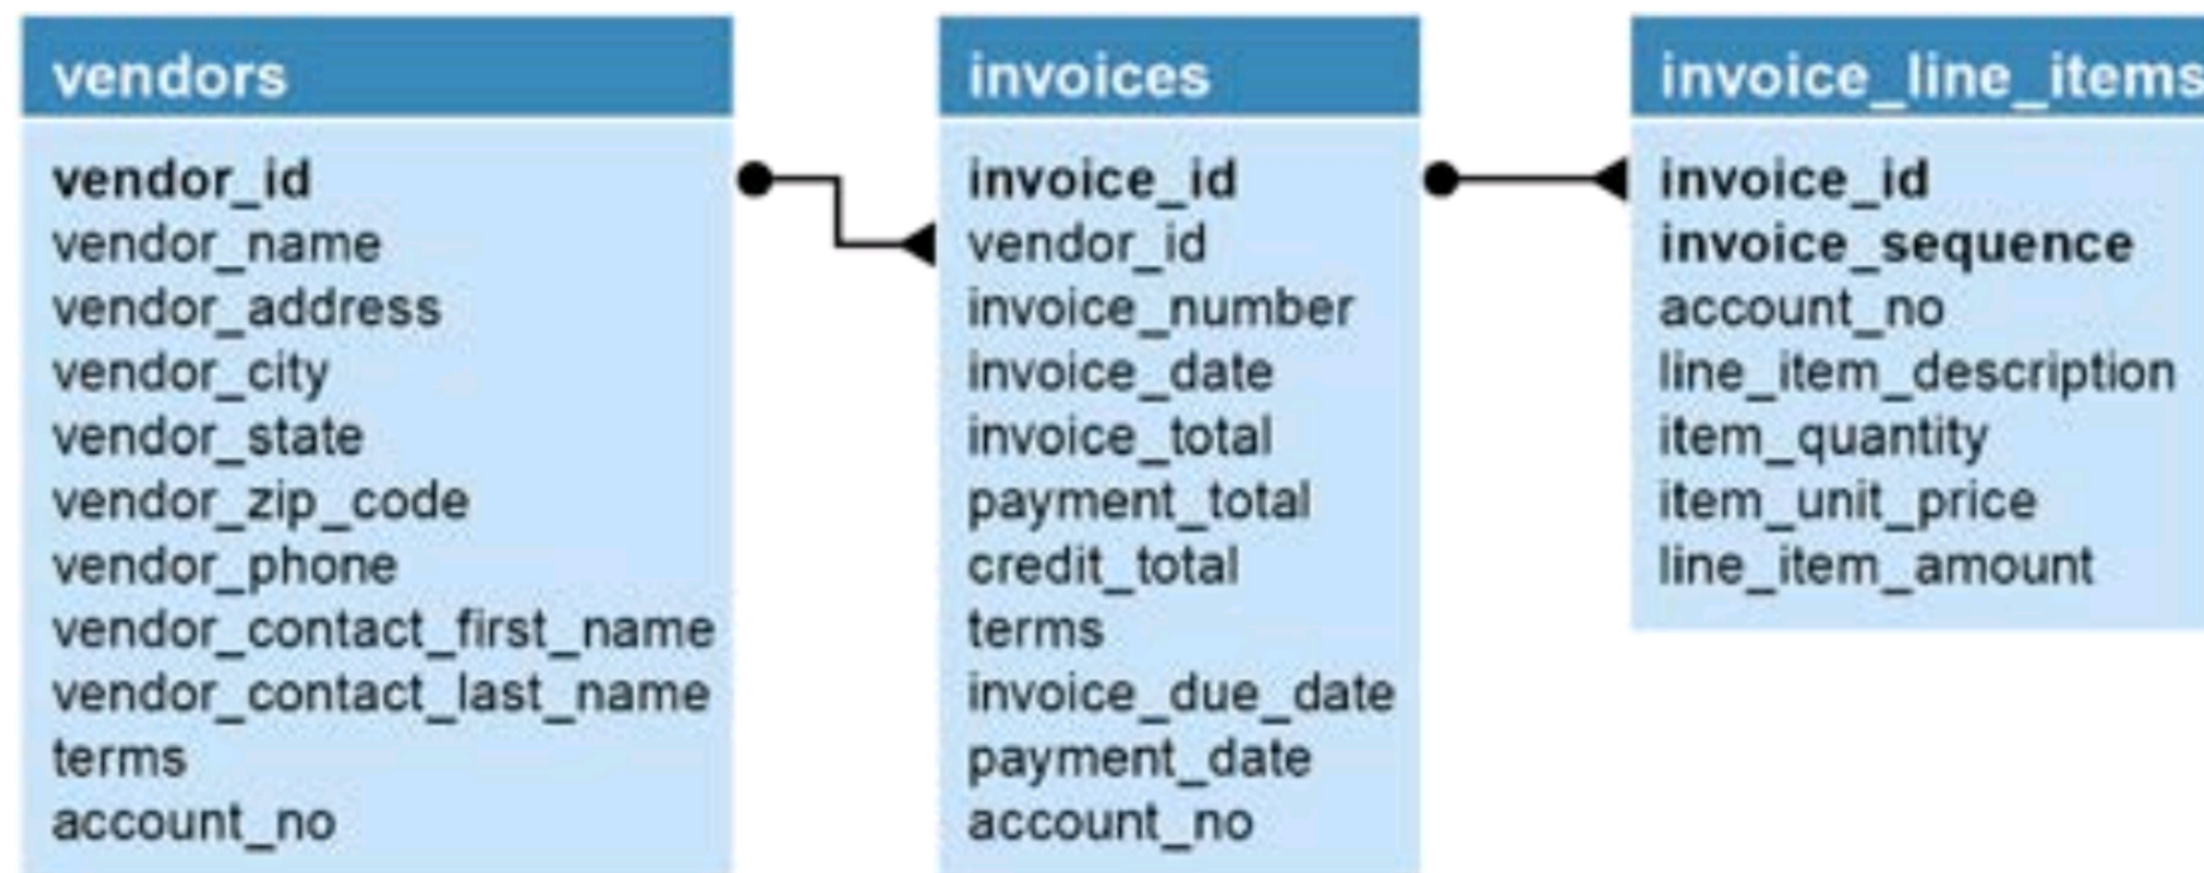 vendors
vendor_id
vendor_name
vendor_address
vendor_city
vendor_state
vendor_zip_code
vendor_phone
vendor_contact_first_name
vendor_contact_last_name
terms
account_no
invoices
invoice_id
vendor_id
invoice_number
invoice_date
invoice_total
payment_total
credit_total
terms
invoice_due_date
payment_date
account_no
invoice_line_items
invoice_id
invoice_sequence
account_no
line_item_description
item_quantity
item_unit_price
line_item_amount